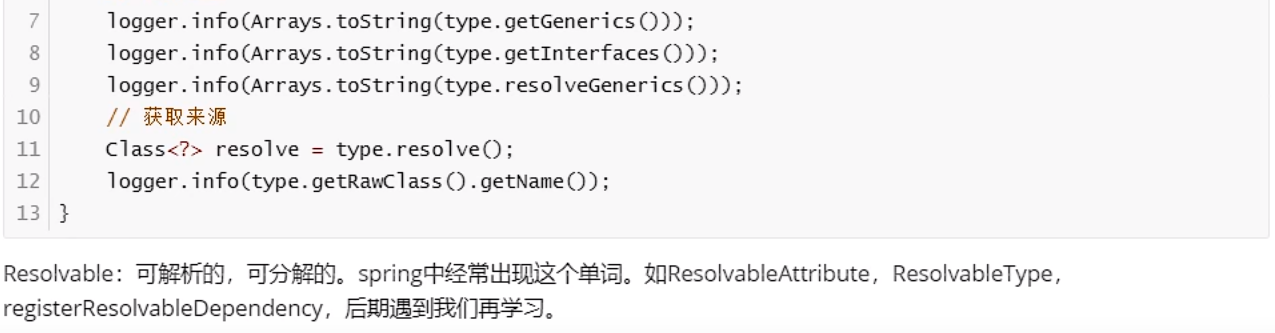 7 logger.info(Arrays.toString(type.getGenerics()));
8 logger.info(Arrays.toString(type.getInterfaces()));
9 logger.info(Arrays.toString(type.resolveGenerics()));
10 // 获取来源
11 Class<?> resolve = type.resolve();
12 logger.info(type.getRawClass().getName());
13 }
Resolvable：可解析的，可分解的。spring中经常出现这个单词。如ResolvableAttribute，ResolvableType，
registerResolvableDependency，后期遇到我们再学习。